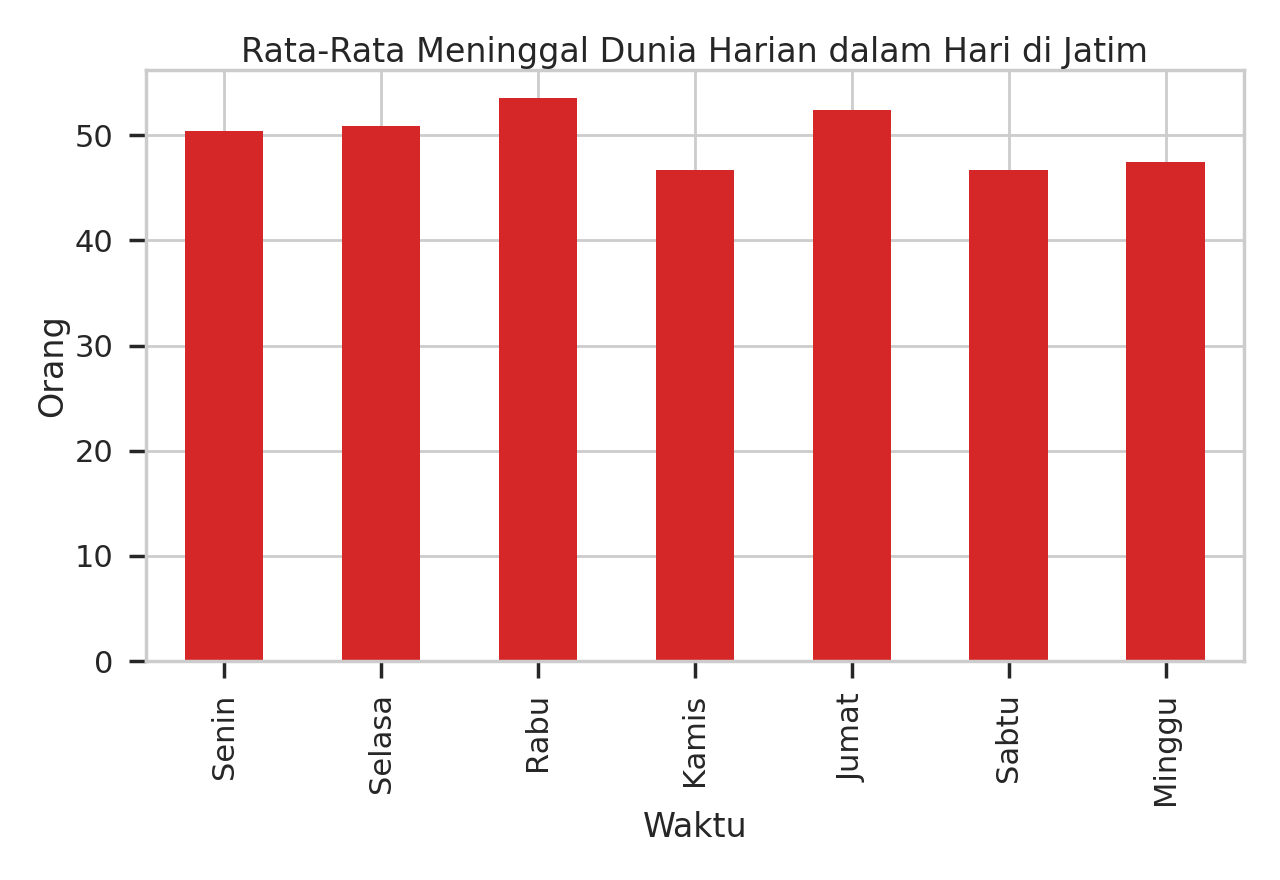 Rata-Rata Meninggal Dunia Harian dalam Hari di Jatim
Orang
50
40
30
20
10
0
Senin
Selasa
Rabu
Kamis
Jumat
Sabtu
Minggu
Waktu